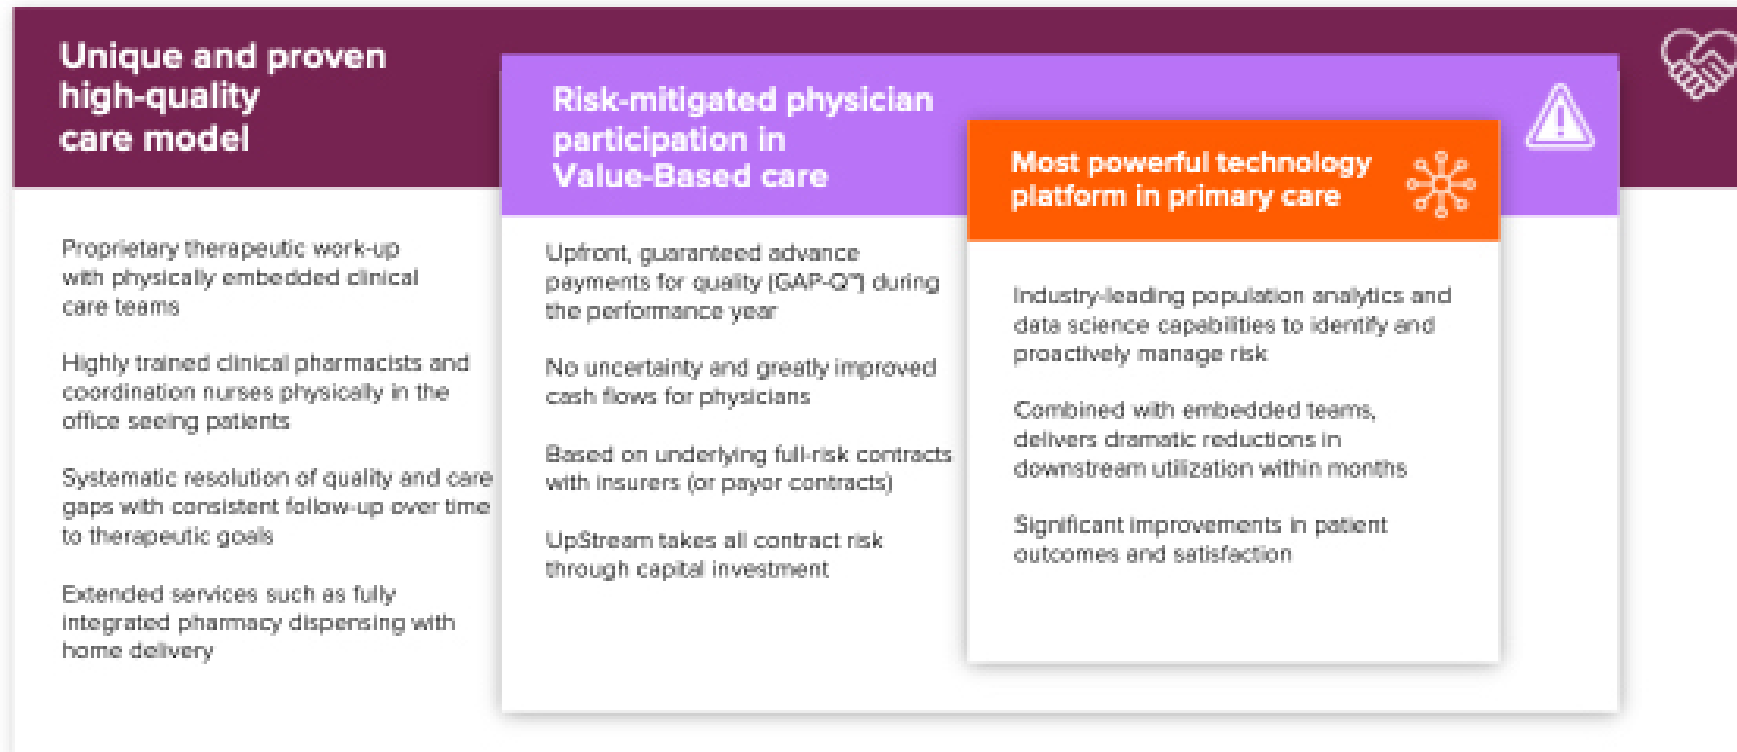 Unique and proven
high-quality
care model
Proprietary therapeutic work-up
with physically embedded clinical
care teams
Highly trained clinical pharmacists and
coordination nurses physically in the
office seeing patients
Systematic resolution of quality and care
gaps with consistent follow-up over time
to therapeutic goals
Extended services such as fully
integrated pharmacy dispensing with
home delivery
Risk-mitigated physician
participation in
Value-Based care
Upfront, guaranteed advance
payments for quality (GAP-Q™) during
the performance year
No uncertainty and greatly improved
cash flows for physicians
Based on underlying full-risk contracts
with insurers (or payor contracts)
UpStream takes all contract risk
through capital investment
Most powerful technology
platform in primary care
Industry-leading population analytics and
data science capabilities to identify and
proactively manage risk
Combined with embedded teams,
delivers dramatic reductions in
downstream utilization within months
Significant improvements in patient
outcomes and satisfaction